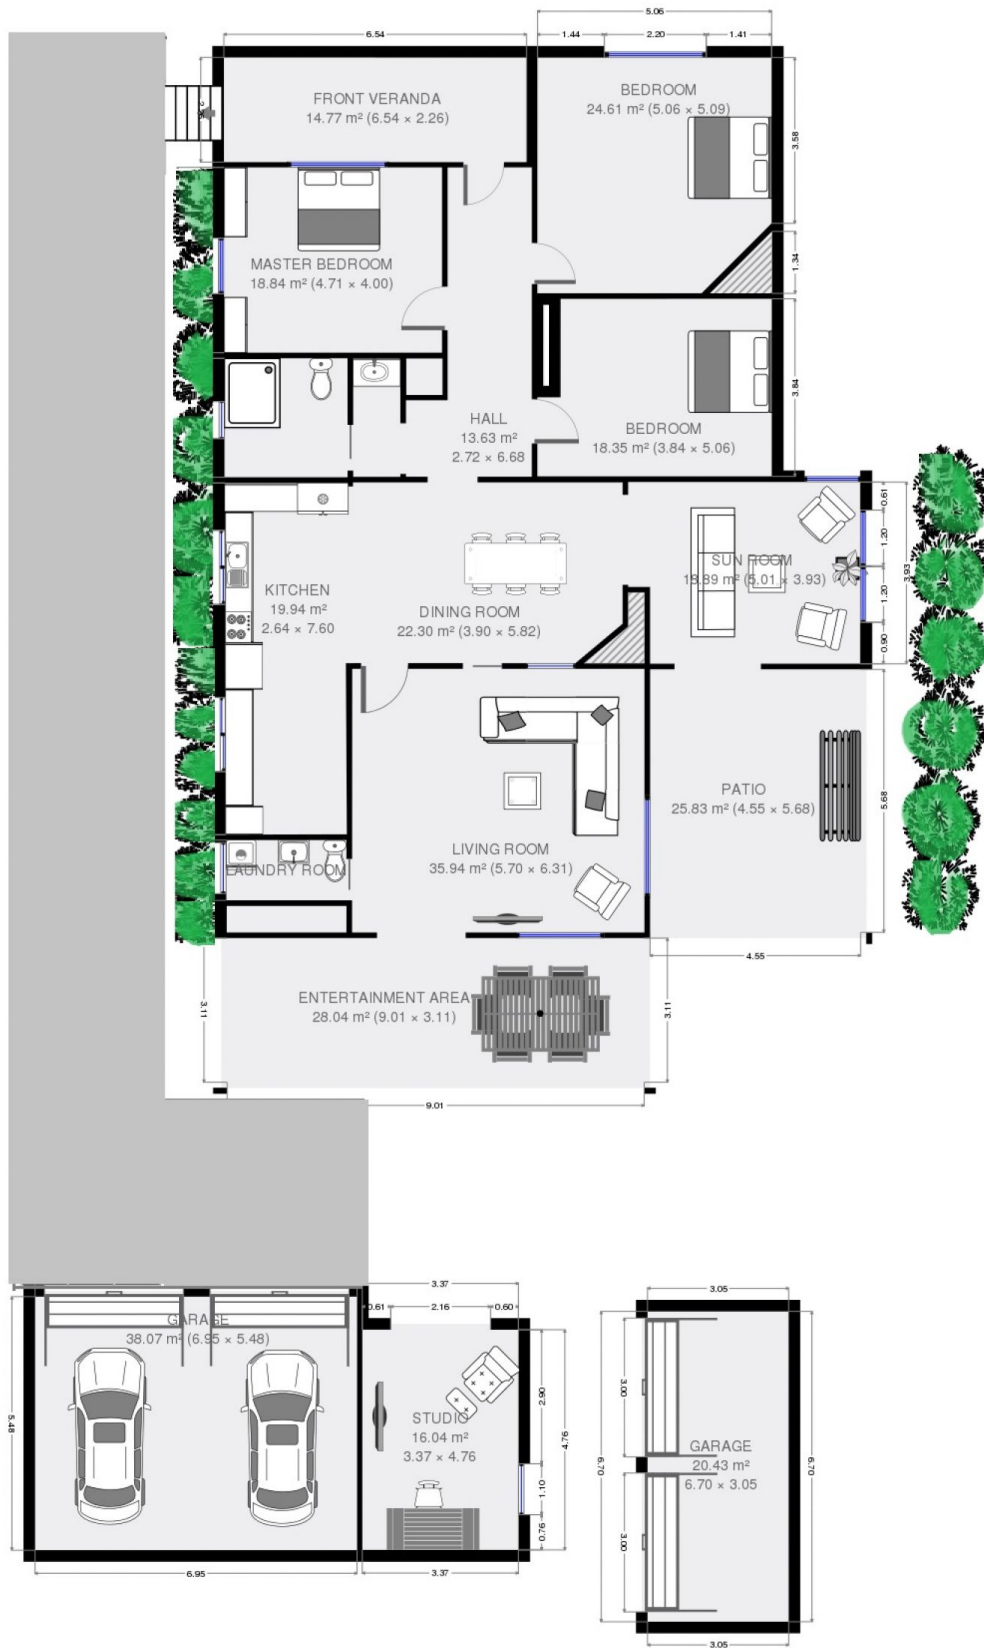 5.06
6.54
1.44
2.20
1.41
FRONT VERANDA
14.77 m² (6.54 × 2.26)
BEDROOM
24.61 m² (5.06 × 5.09)
3.58
MASTER BEDROOM
18.84 m² (4.71 × 4.00)
1.34
3.84
HALL
13.63 m²
2.72 × 6.68
BEDROOM
18.35 m² (3.84 × 5.06)
0.61
1.20
3.93
1.20
0.90
SUN ROOM
(5.01 × 3.93)
KITCHEN
19.94 m²
2.64 × 7.60
DINING ROOM
22.30 m² (3.90 × 5.82)
PATIO
25.83 m² (4.55 × 5.68)
5.68
LIVING ROOM
35.94 m² (5.70 × 6.31)
LAUNDRY ROOM
4.55
3.11
ENTERTAINMENT AREA
28.04 m² (9.01 × 3.11)
3.11
9.01
3.37
0.61
2.16
0.60
GARAGE
38.07 m² (6.95 × 5.48)
5.48
2.90
4.76
1.10
0.76
STUDIO
16.04 m²
3.37 × 4.76
6.95
3.37
3.05
3.00
6.70
3.00
GARAGE
20.43 m²
6.70 × 3.05
6.70
3.05